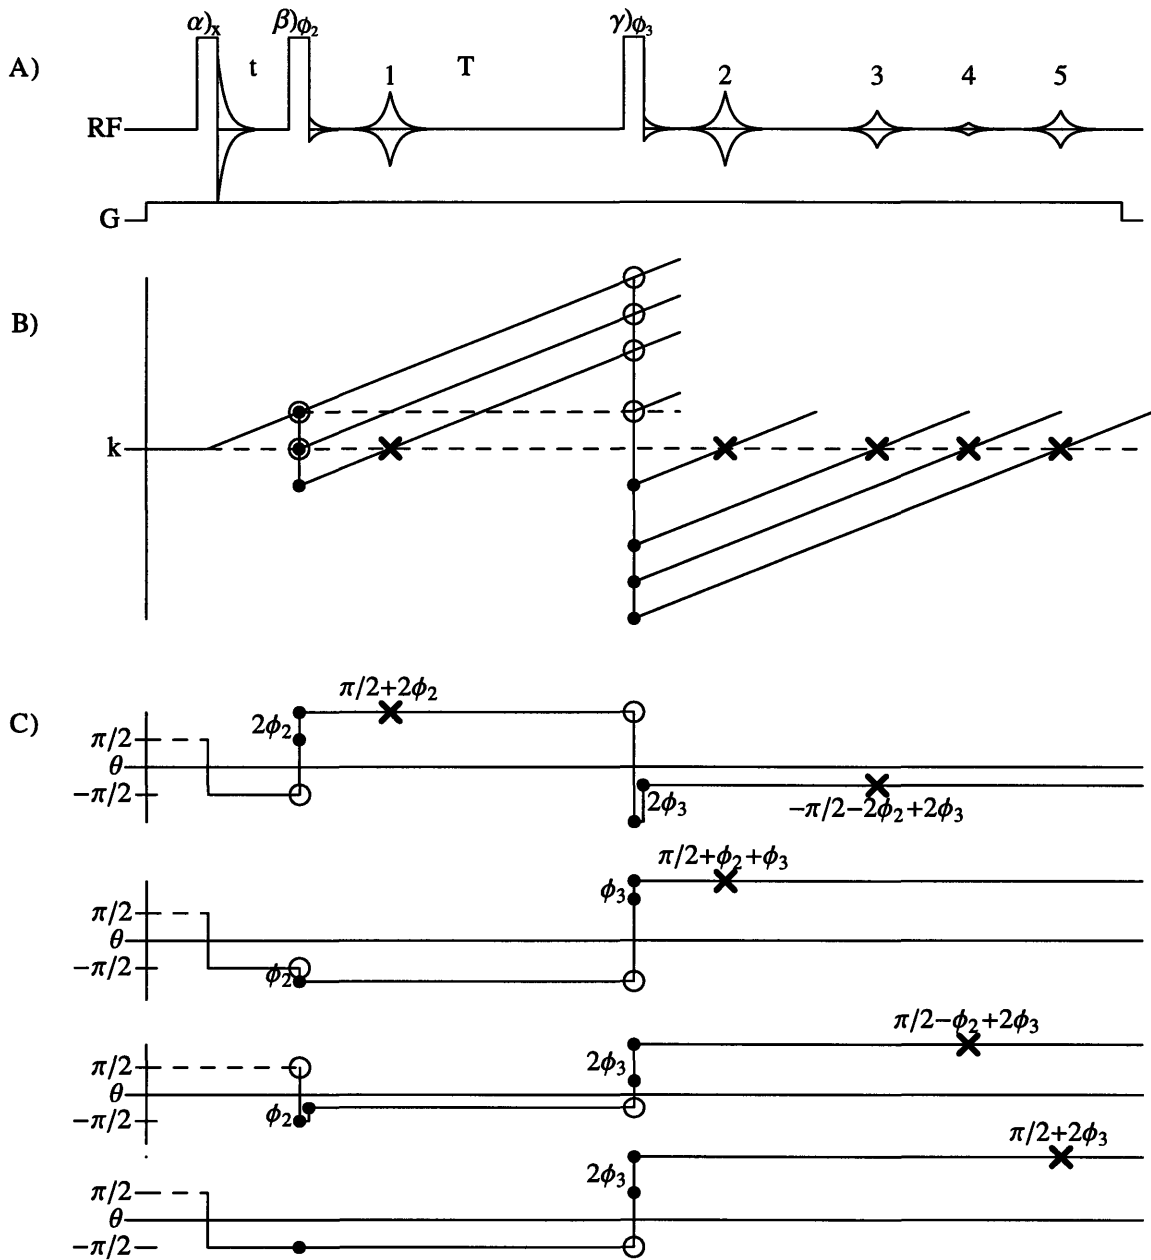 α)x β)ϕ2 γ)ϕ3
A) t T
1 2 3 4 5
RF
G
B)
k
C)
π/2+2ϕ2
2ϕ2
π/2
θ
−π/2
2ϕ3
−π/2−2ϕ2+2ϕ3
π/2+ϕ2+ϕ3
ϕ3
π/2
θ
−π/2
ϕ2
π/2−ϕ2+2ϕ3
π/2
2ϕ3
θ
−π/2
ϕ2
π/2+2ϕ3
2ϕ3
π/2
θ
−π/2